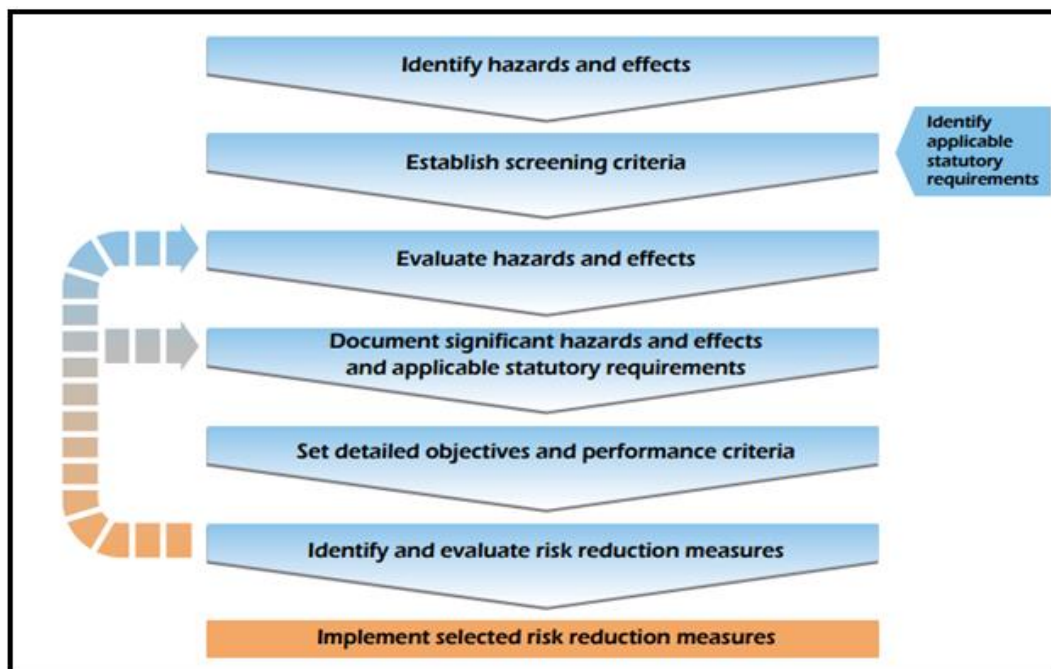 Identify hazards and effects
Establish screening criteria
Identify
applicable
statutory
requirements
Evaluate hazards and effects
Document significant hazards and effects
and applicable statutory requirements
Set detailed objectives and performance criteria
Identify and evaluate risk reduction measures
Implement selected risk reduction measures